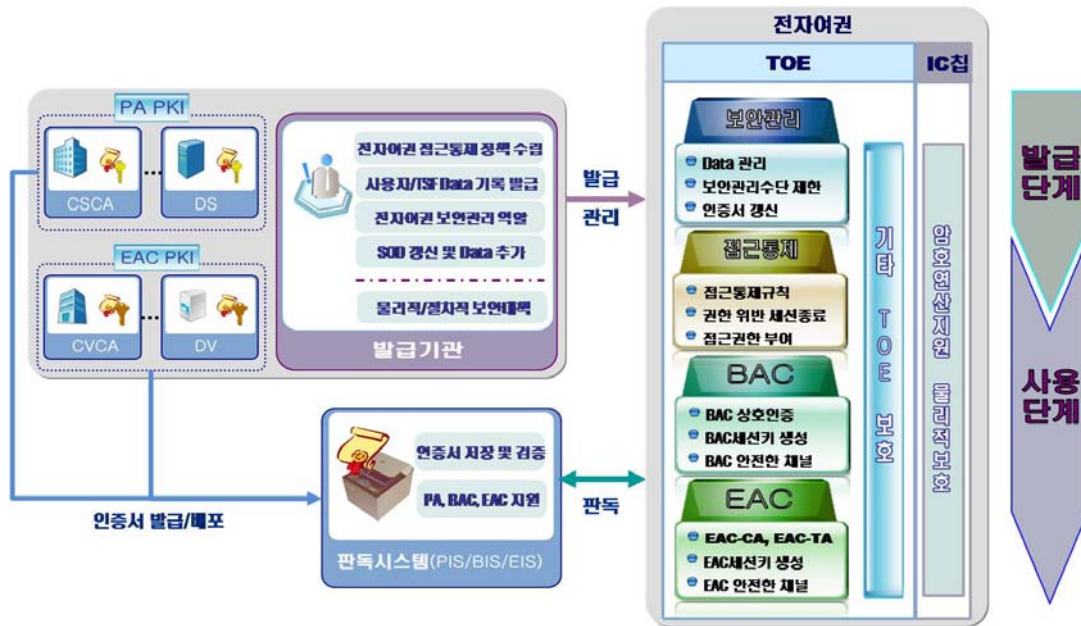 PA PKI
CSCA
...
DS
EAC PKI
CVCA
...
DV
전자여권 접근통제 정책 수립
사용자/TSF Data 기록 발급
전자여권 보안관리 역할
SOD 갱신 및 Data 추가
물리적/절차적 보안대책
발급기관
발급
관리
인증서 발급/배포
인증서 저장 및 검증
PA, BAC, EAC 지원
판독시스템(PIS/BIS/EIS)
판독
전자여권
TOE
IC칩
보안관리
Data 관리
보안관리수단 제한
인증서 갱신
접근통제
접근통제규칙
권한 위반 세션종료
접근권한 부여
BAC
BAC 상호인증
BAC세션키 생성
BAC 안전한 채널
EAC
EAC-CA, EAC-TA
EAC세션키 생성
EAC 안전한 채널
기타 TOE 보호
암호연산지원 물리적보호
발급
단계
사용
단계